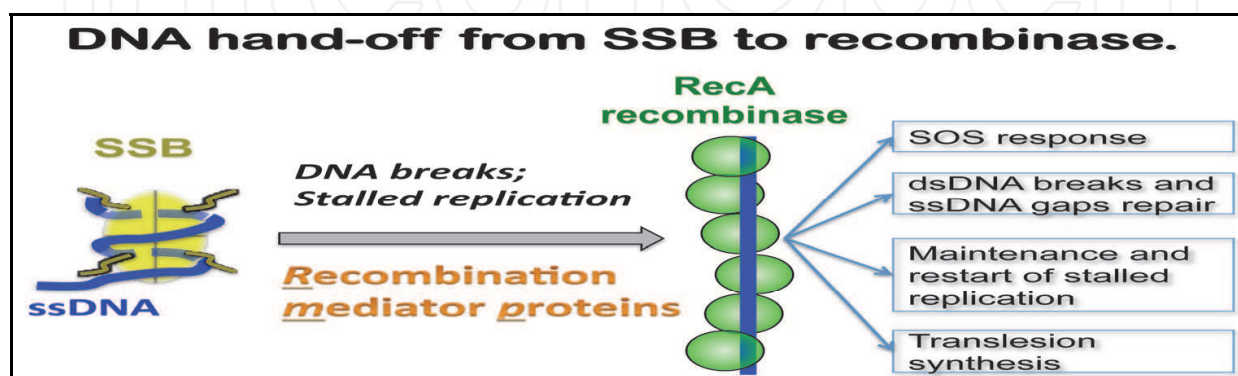 DNA hand-off from SSB to recombinase.
SSB
ssDNA
DNA breaks;
Stalled replication
Recombination
mediator proteins
RecA
recombinase
SOS response
dsDNA breaks and
ssDNA gaps repair
Maintenance and
restart of stalled
replication
Translesion
synthesis